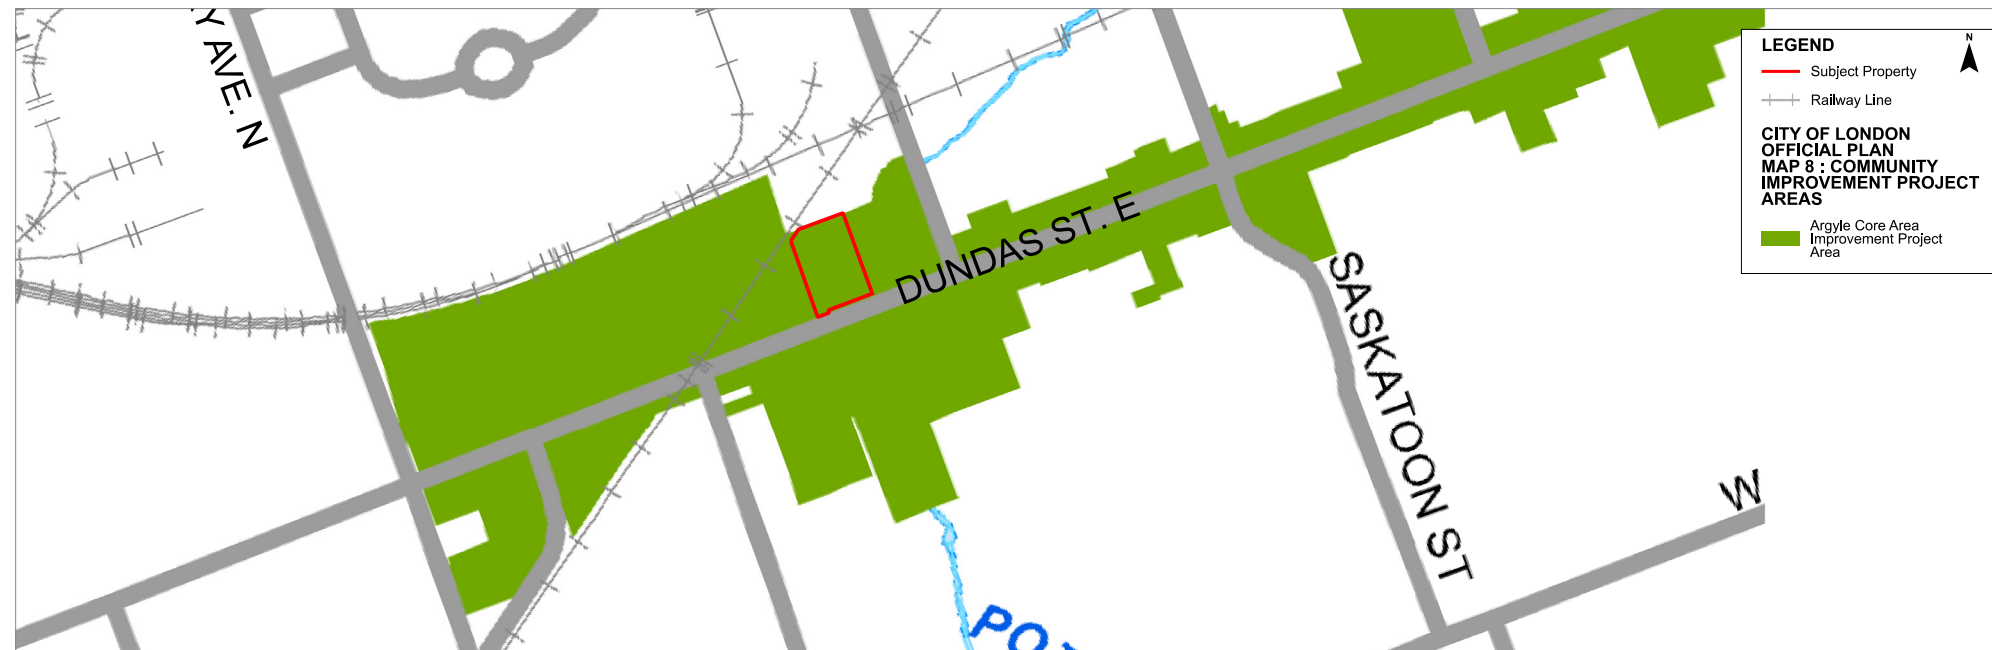 AVE. N
DUNDAS ST. E
SASKATOON ST
W
LEGEND
N
Subject Property
Railway Line
CITY OF LONDON
OFFICIAL PLAN
MAP 8 : COMMUNITY
IMPROVEMENT PROJECT
AREAS
Argyle Core Area
Improvement Project
Area